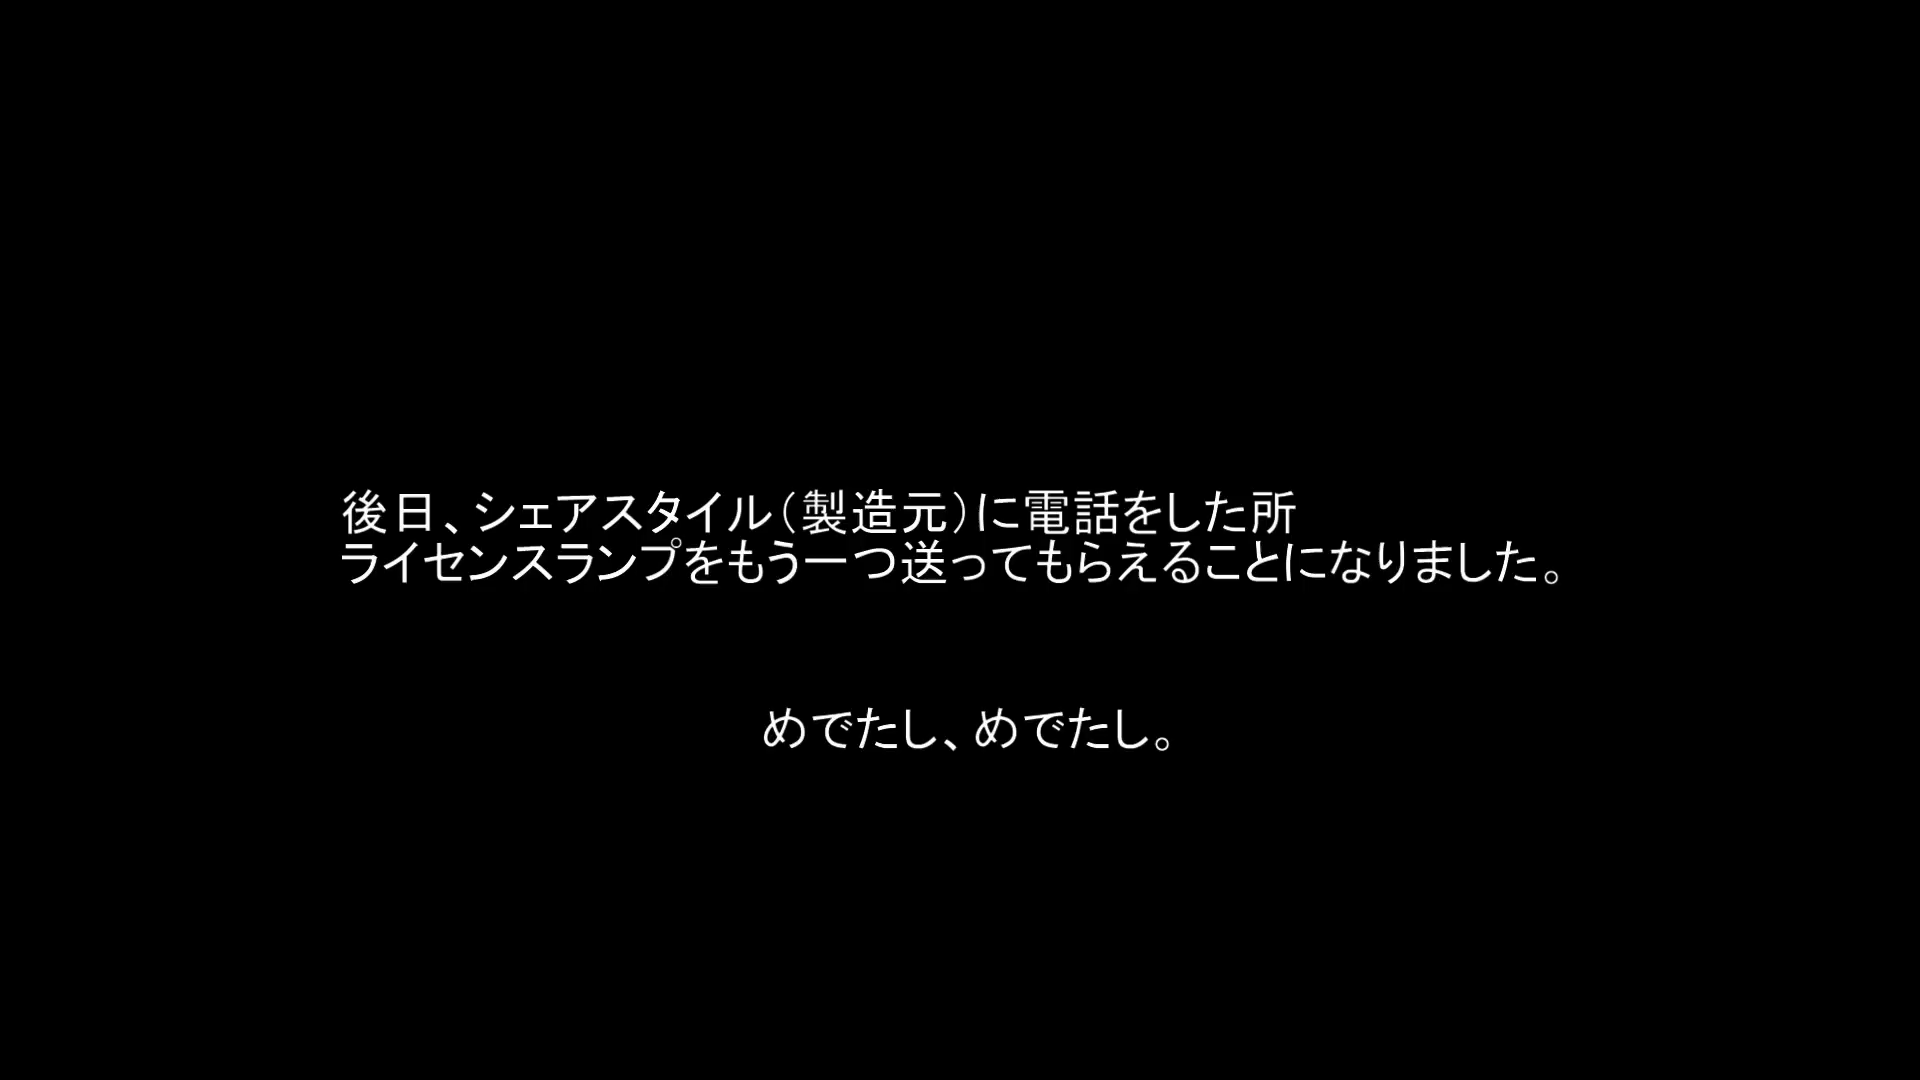 後日、シェアスタイル（製造元）に電話をした所
ライセンスランプをもう一つ送ってもらえることになりました。
めでたし、めでたし。